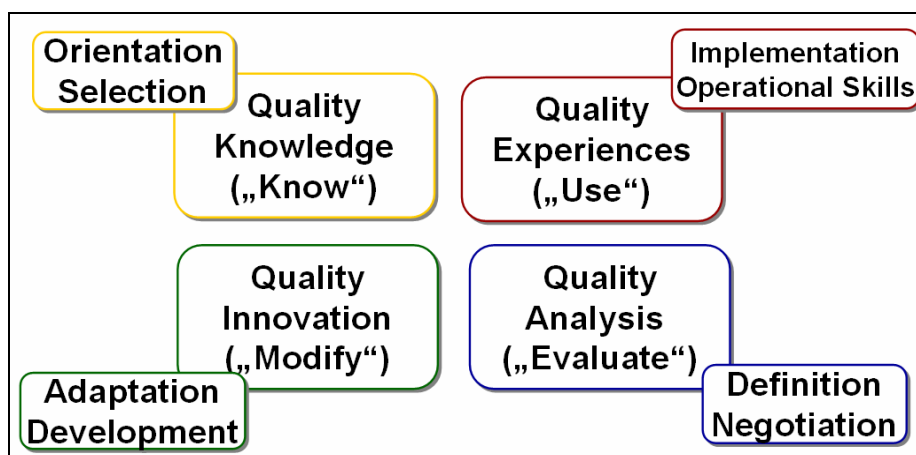 Orientation
Selection
Quality
Knowledge
(„Know“)
Implementation
Operational Skills
Quality
Experiences
(„Use“)
Quality
Innovation
(„Modify“)
Adaptation
Development
Quality
Analysis
(„Evaluate“)
Definition
Negotiation